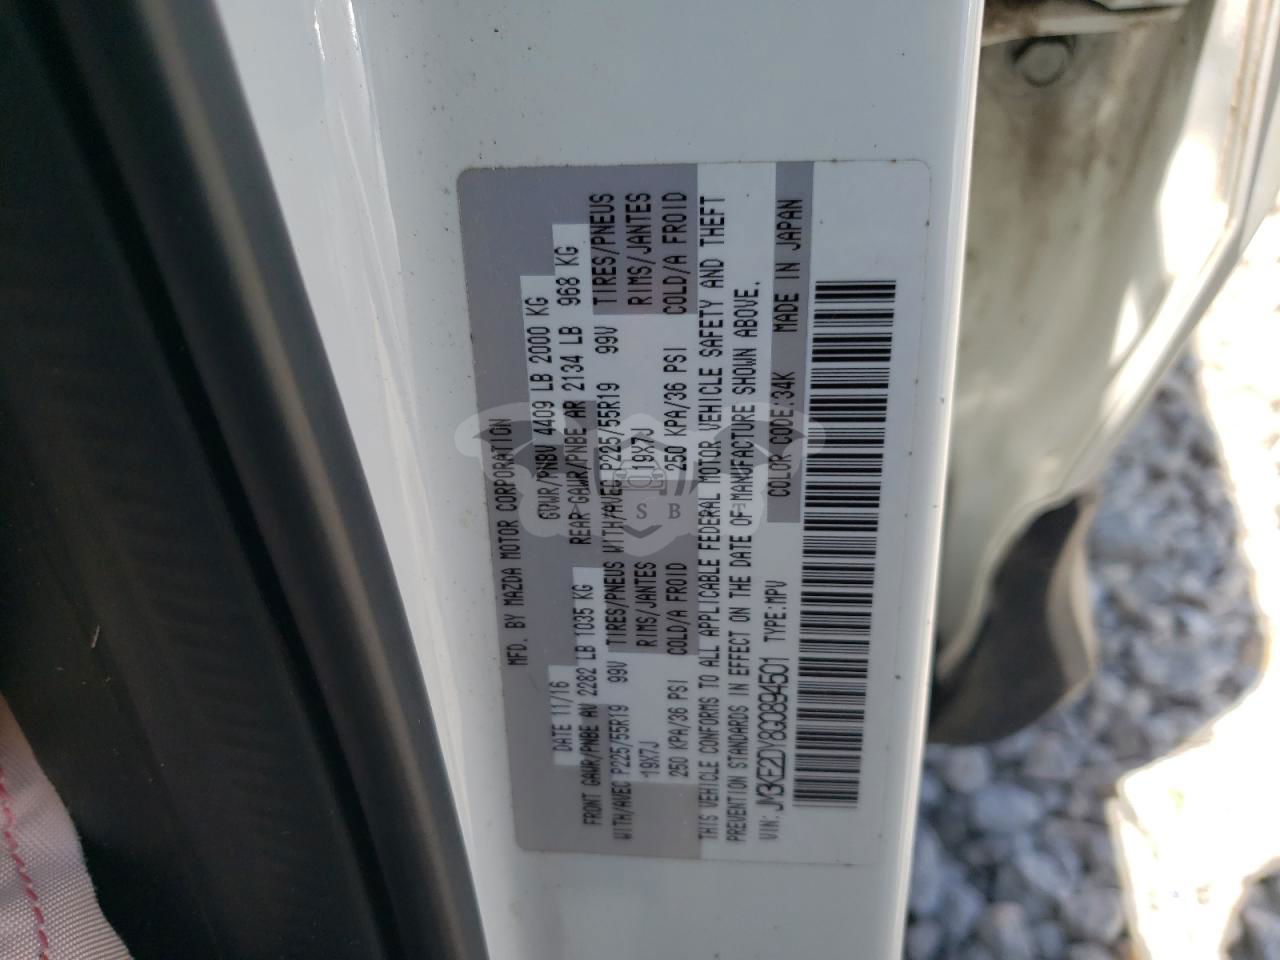 MFD. BY MAZDA MOTOR CORPORATION
DATE 11/16 GVWR/PNBV 4409 LB 2000 KG
FRONT GAWR/PNBE AV 2282 LB 1035 KG REAR GAWR/PNBE AR 2134 LB 968 KG
WITH/AVEC P225/55R19 99V TIRES/PNEUS WITH/AVEC P225/55R19 99V TIRES/PNEUS
19X7J RIMS/JANTES 19X7J RIMS/JANTES
250 KPA/36 PSI COLD/A FROID 250 KPA/36 PSI COLD/A FROID
THIS VEHICLE CONFORMS TO ALL APPLICABLE FEDERAL MOTOR VEHICLE SAFETY AND THEFT
PREVENTION STANDARDS IN EFFECT ON THE DATE OF MANUFACTURE SHOWN ABOVE.
VIN: JM3KE2DY8G0894501 TYPE:MPV COLOR CODE:34K MADE IN JAPAN
A S B